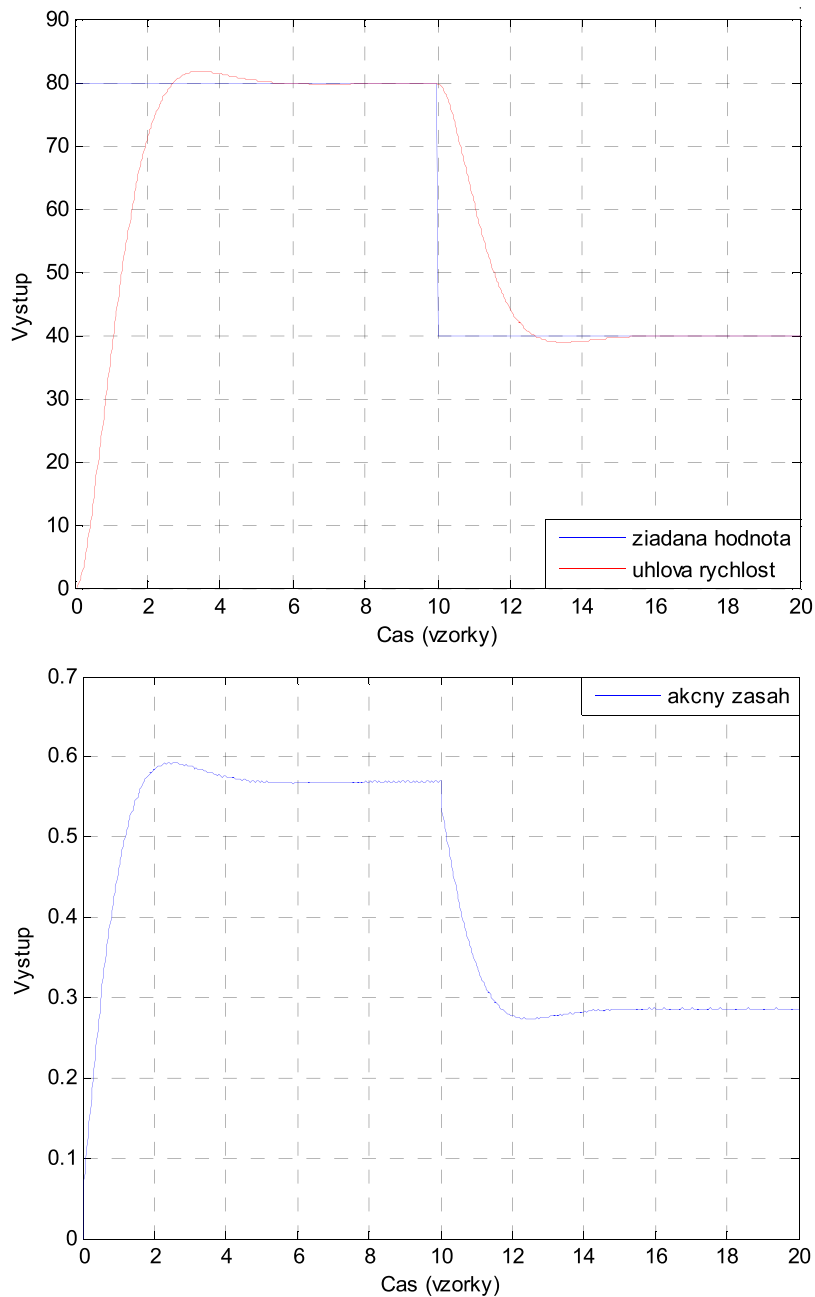 90
80
70
60
50
40
30
20
10
0
Vystup
0 2 4 6 8 10 12 14 16 18 20
Cas (vzorky)
ziadana hodnota
uhlova rychlost
0.7
0.6
0.5
0.4
0.3
0.2
0.1
0
Vystup
akcny zasah
0 2 4 6 8 10 12 14 16 18 20
Cas (vzorky)